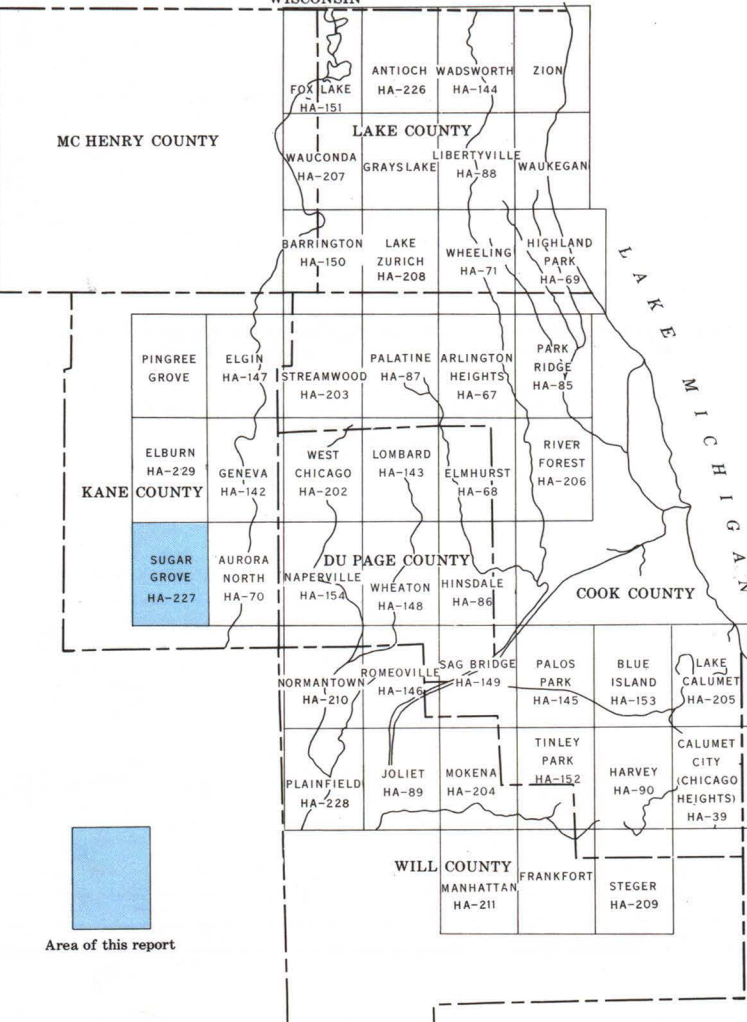 WISCONSIN
FOX LAKE
HA-151
ANTIOCH
HA-226
WADSWORTH
HA-144
ZION
MC HENRY COUNTY
LAKE COUNTY
WAUCONDA
HA-207
GRAYSLAKE
LIBERTYVILLE
HA-88
WAUKEGAN
BARRINGTON
HA-150
LAKE
ZURICH
HA-208
WHEELING
HA-71
HIGHLAND
PARK
HA-69
LAKE MICHIGAN
PINGREE
GROVE
ELGIN
HA-147
STREAMWOOD
HA-203
PALATINE
HA-87
ARLINGTON
HEIGHTS
HA-67
PARK
RIDGE
HA-85
ELBURN
HA-229
GENEVA
HA-142
WEST
CHICAGO
HA-202
LOMBARD
HA-143
ELMHURST
HA-68
RIVER
FOREST
HA-206
KANE COUNTY
SUGAR
GROVE
HA-227
AURORA
NORTH
HA-70
DU PAGE COUNTY
NAPERVILLE
HA-154
WHEATON
HA-148
HINSDALE
HA-86
COOK COUNTY
NORMANTOWN
HA-210
ROMEOVILLE
HA-146
SAG BRIDGE
HA-149
PALOS
PARK
HA-145
BLUE
ISLAND
HA-153
LAKE
CALUMET
HA-205
PLAINFIELD
HA-228
JOLIET
HA-89
MOKENA
HA-204
TINLEY
PARK
HA-152
HARVEY
HA-90
CALUMET
CITY
(CHICAGO
HEIGHTS)
HA-39
WILL COUNTY
MANHATTAN
HA-211
FRANKFORT
STEGER
HA-209
Area of this report